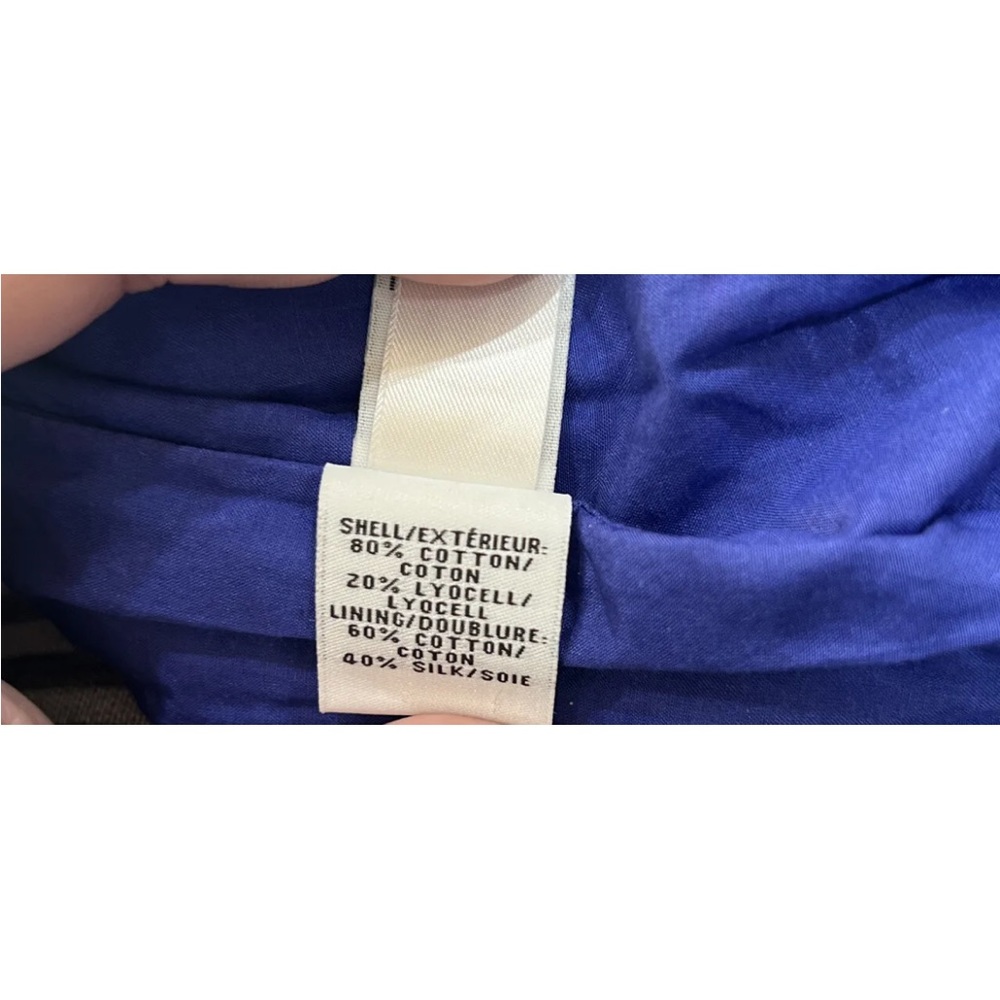 SHELL/EXTÉRIEUR:
80% COTTON/
COTON
20% LYOCELL/
LYOCELL
LINING/DOUBLURE:
60% COTTON/
COTON
40% SILK/SOIE